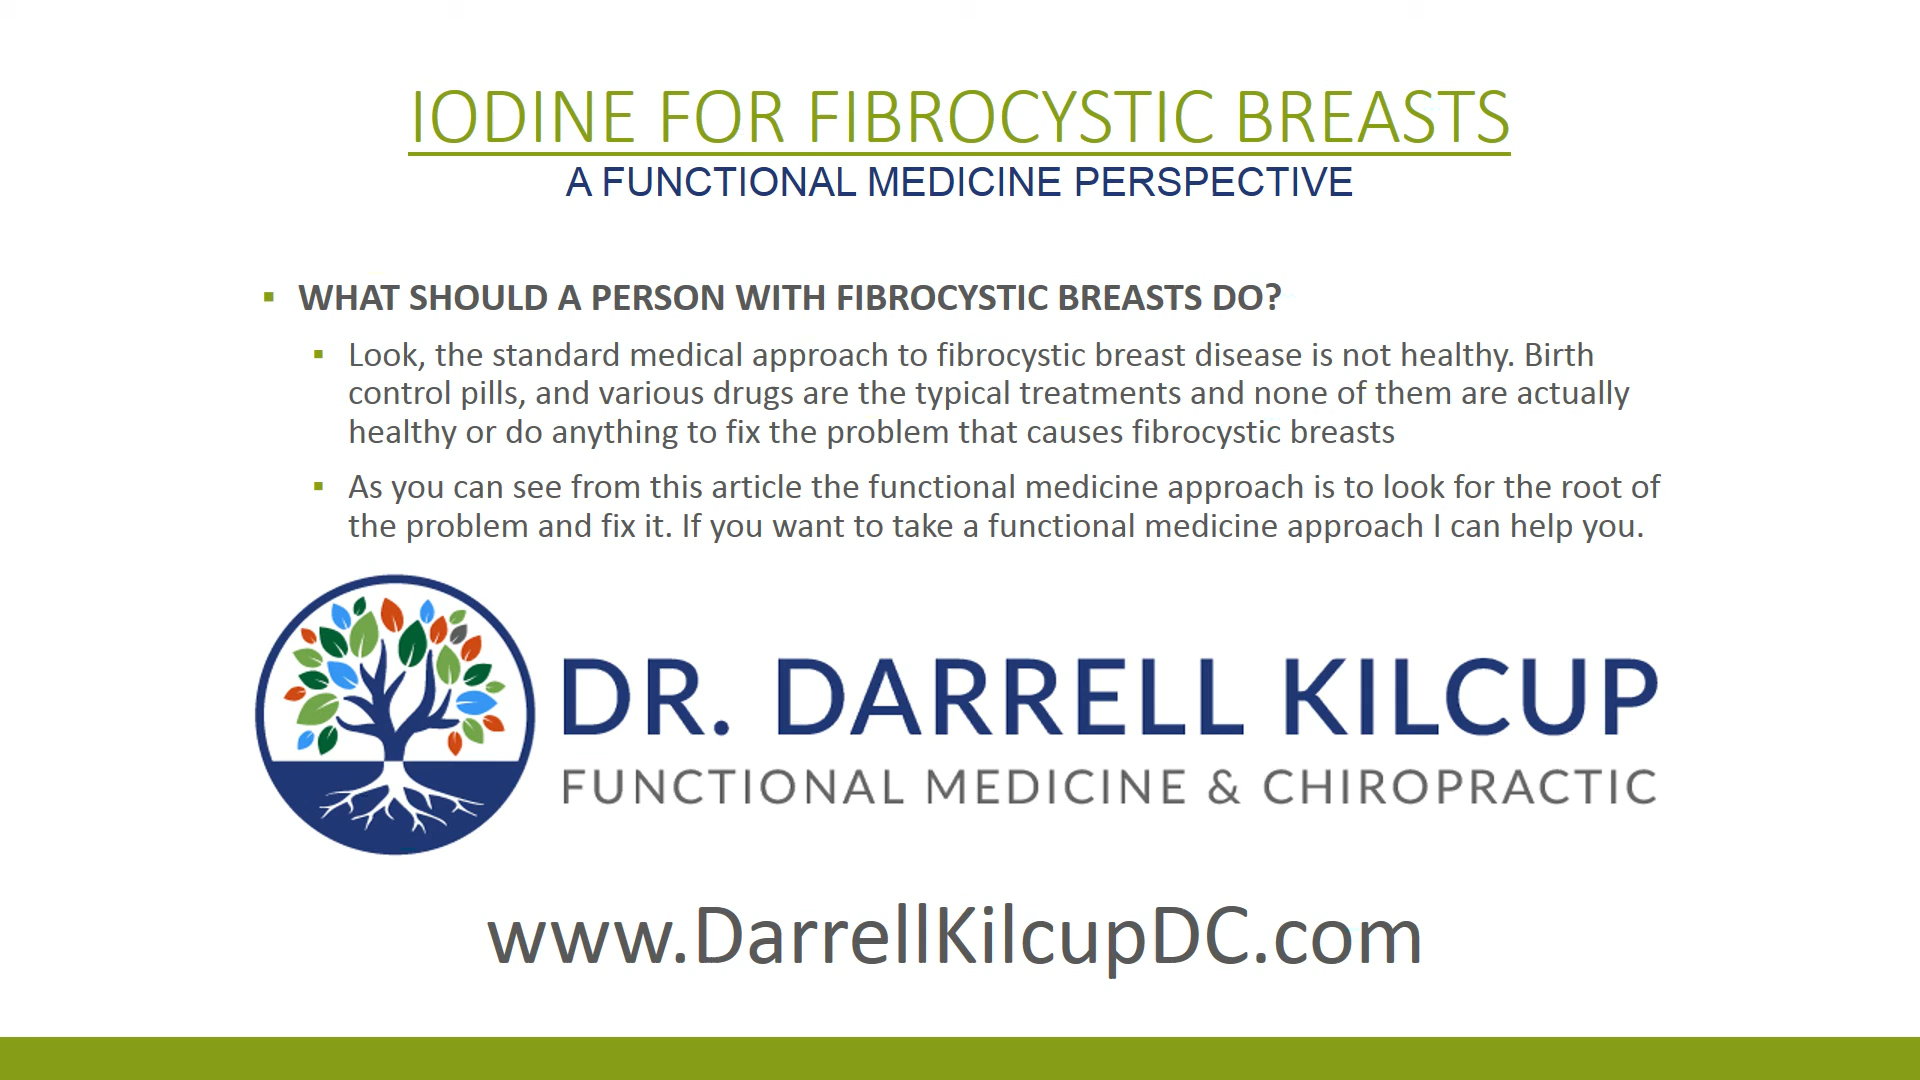 IODINE FOR FIBROCYSTIC BREASTS
A FUNCTIONAL MEDICINE PERSPECTIVE
▪ WHAT SHOULD A PERSON WITH FIBROCYSTIC BREASTS DO?
▪ Look, the standard medical approach to fibrocystic breast disease is not healthy. Birth
control pills, and various drugs are the typical treatments and none of them are actually
healthy or do anything to fix the problem that causes fibrocystic breasts
▪ As you can see from this article the functional medicine approach is to look for the root of
the problem and fix it. If you want to take a functional medicine approach I can help you.
DR. DARRELL KILCUP
FUNCTIONAL MEDICINE & CHIROPRACTIC
www.DarrellKilcupDC.com